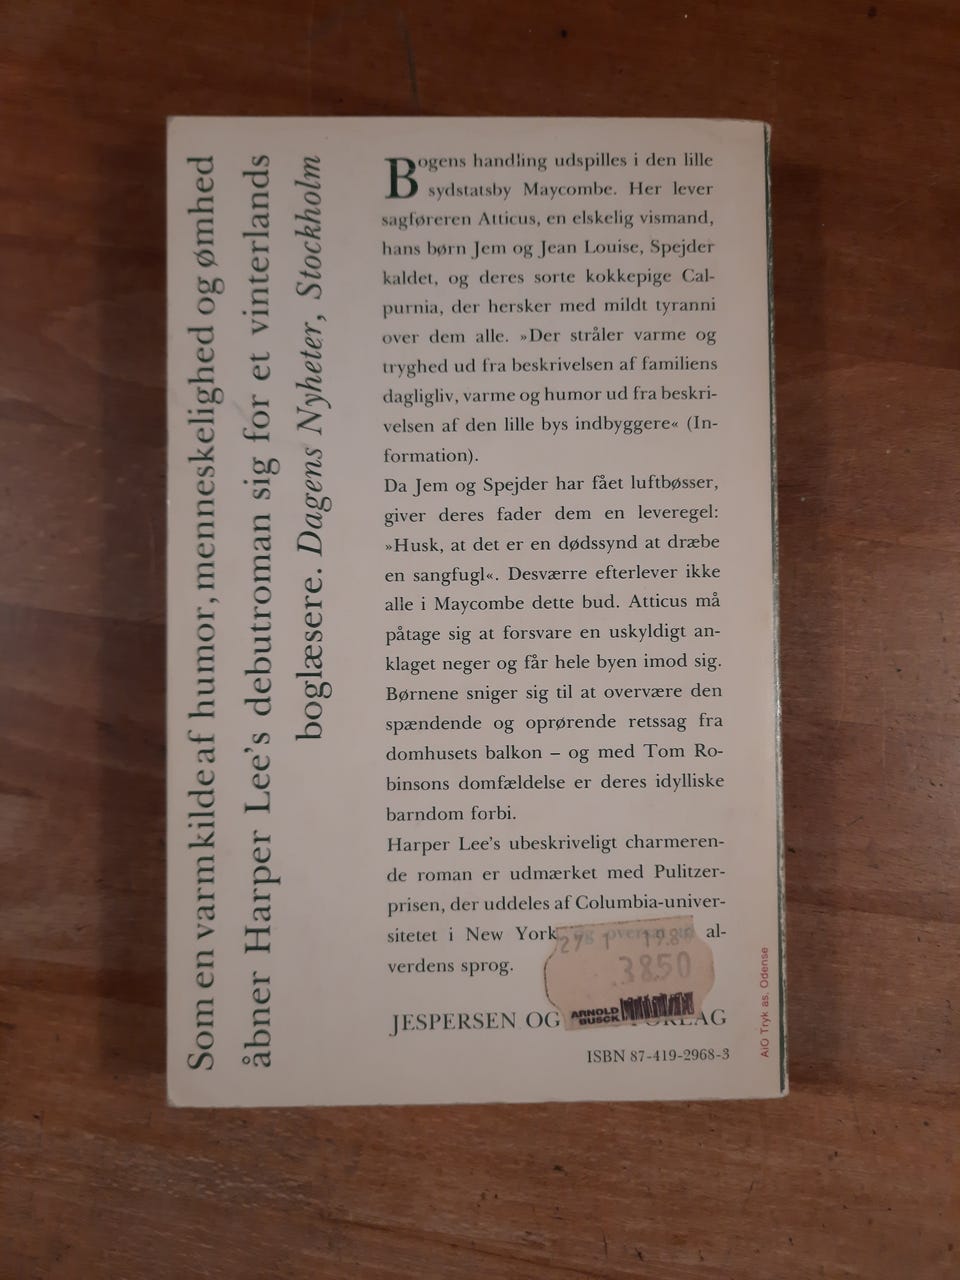 Som en varm kilde af humor, menneskelighed og ømhed
åbner Harper Lee's debutroman sig for et vinterlands
boglæsere. Dagens Nyheter, Stockholm
Bogens handling udspilles i den lille
sydstatsby Maycombe. Her lever
sagføreren Atticus, en elskelig vismand,
hans børn Jem og Jean Louise, Spejder
kaldet, og deres sorte kokkepige Cal-
purnia, der hersker med mildt tyranni
over dem alle. »Der stråler varme og
tryghed ud fra beskrivelsen af familiens
dagligliv, varme og humor ud fra beskri-
velsen af den lille bys indbyggere« (In-
formation).
Da Jem og Spejder har fået luftbøsser,
giver deres fader dem en leveregel:
»Husk, at det er en dødssynd at dræbe
en sangfugl«. Desværre efterlever ikke
alle i Maycombe dette bud. Atticus må
påtage sig at forsvare en uskyldigt an-
klaget neger og får hele byen imod sig.
Børnene sniger sig til at overvære den
spændende og oprørende retssag fra
domhusets balkon – og med Tom Ro-
binsons domfældelse er deres idylliske
barndom forbi.
Harper Lee's ubeskriveligt charmeren-
de roman er udmærket med Pulitzer-
prisen, der uddeles af Columbia-univer-
sitetet i New York, al-
verdens sprog.
27 1
3850
ARNOLD
BUSCK
JESPERSEN OG
ISBN 87-419-2968-3
AiO Tryk as. Odense